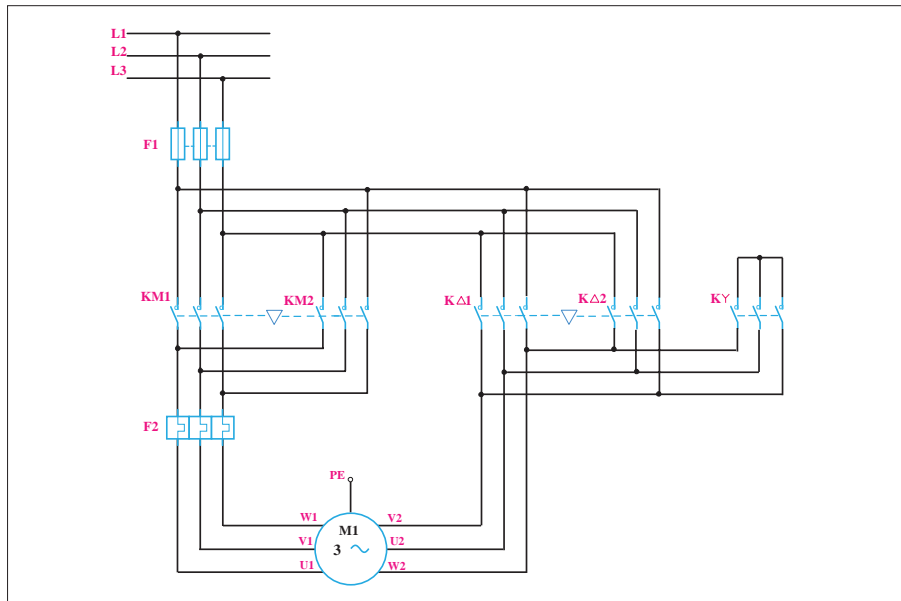 L1
L2
L3
F1
KM1 KM2 K△1 K△2 KY
F2
PE
W1 M1 V2
V1 3 ~ U2
U1 W2